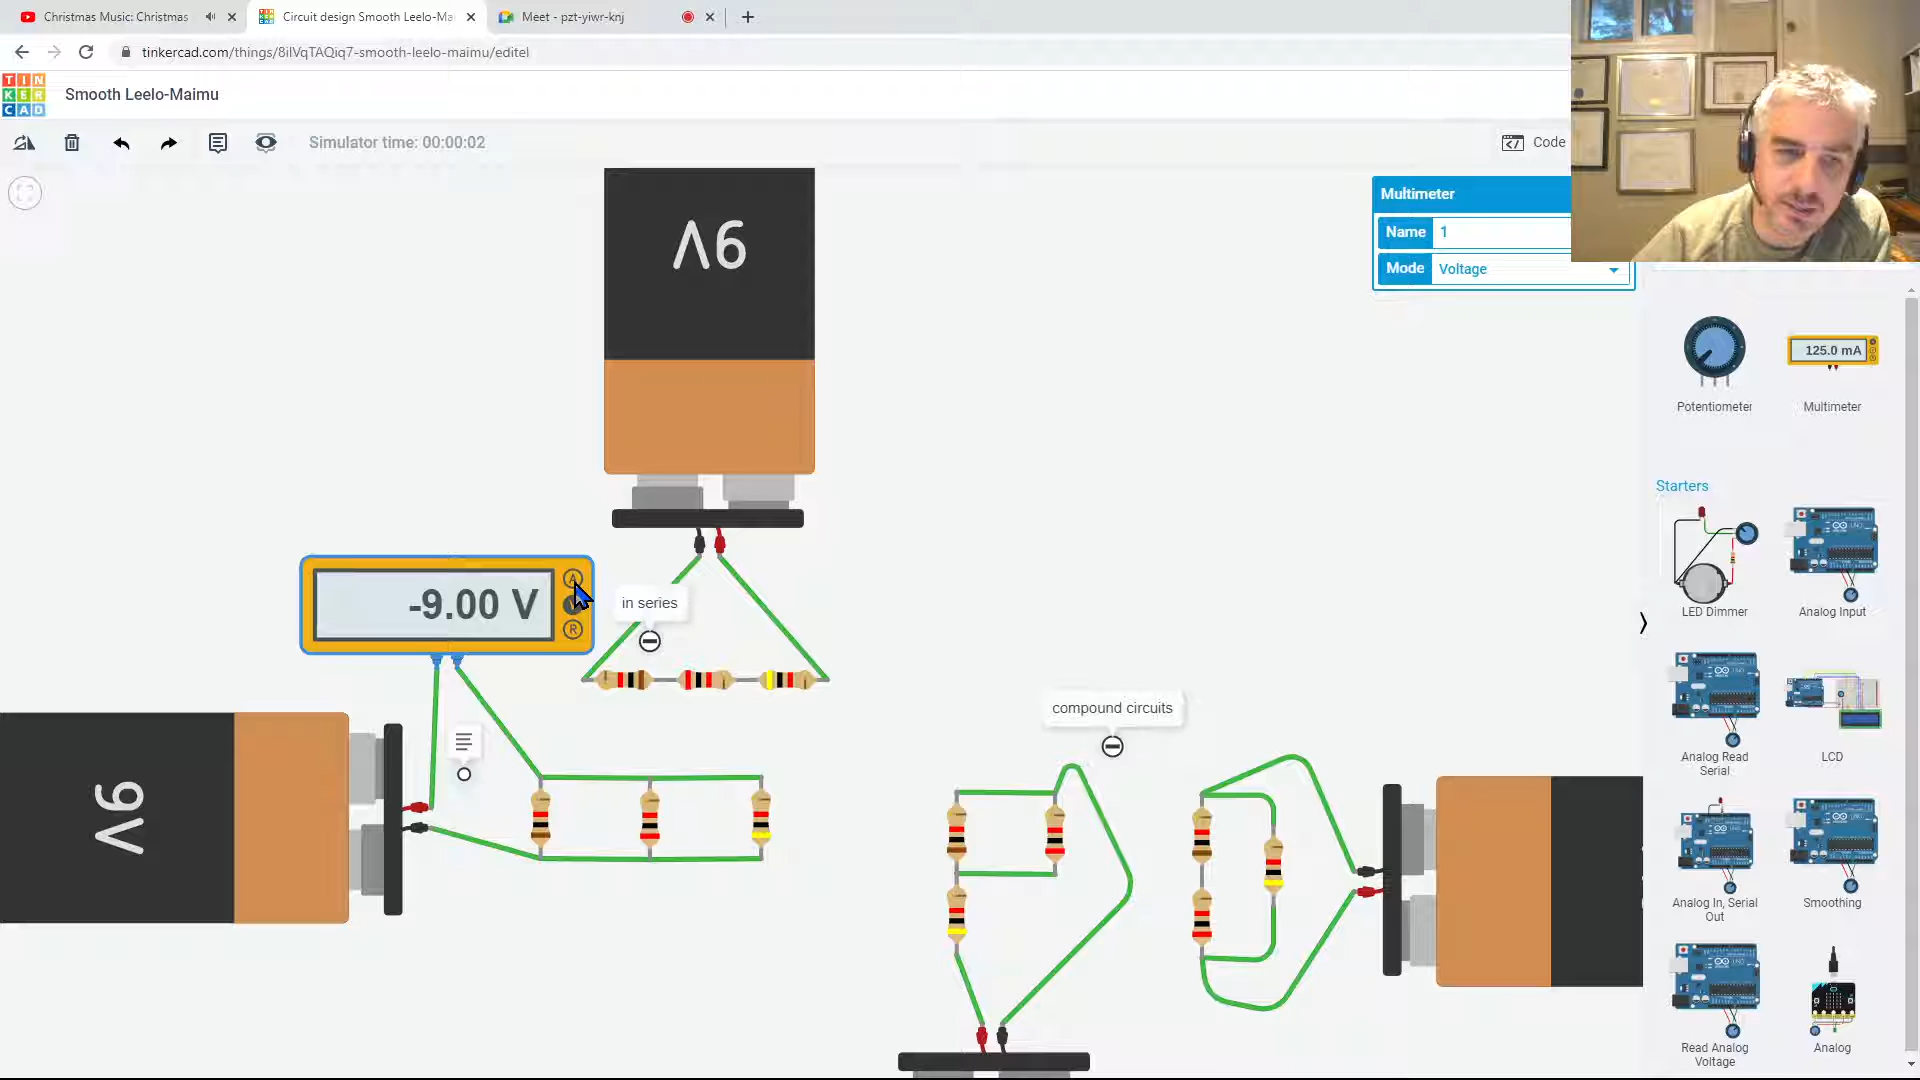 Christmas Music: Christmas
Circuit design Smooth Leelo-Ma
Meet - pzt-yiwr-knj
tinkercad.com/things/8ilVqTAQiq7-smooth-leelo-maimu/editel
TIN
KER
CAD
Smooth Leelo-Maimu
Simulator time: 00:00:02
Code
9V
Multimeter
Name 1
Mode Voltage
125.0 mA
Potentiometer
Multimeter
Starters
-9.00 V
A
V
R
in series
LED Dimmer
Analog Input
compound circuits
9V
Analog Read
Serial
LCD
Analog In, Serial
Out
Smoothing
Read Analog
Voltage
Analog